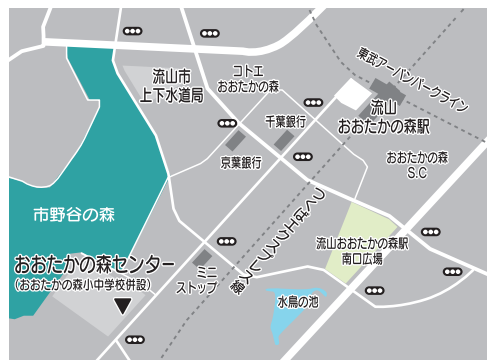 東武アーバンパークライン
流山市
上下水道局
コトエ
おおたかの森
流山
おおたかの森駅
千葉銀行
京葉銀行
おおたかの森
S.C
市野谷の森
つくばエクスプレス線
流山おおたかの森駅
南口広場
おおたかの森センター
(おおたかの森小中学校併設)
ミニ
ストップ
水鳥の池